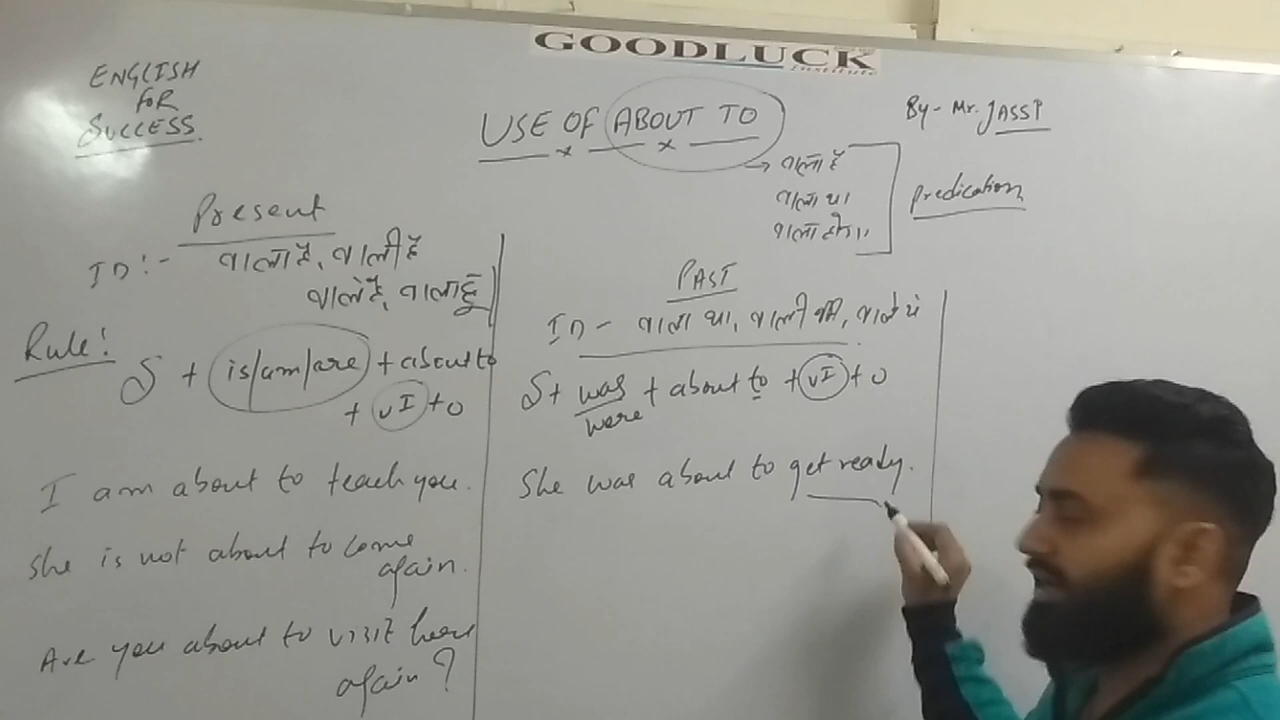 GOODLUCK
Institute
ENGLISH
FOR
SUCCESS.
USE OF ABOUT TO
By- Mr. JASSI
→ वाला है
वाला था
वाला होगा
Predication
Present
ID:- वाला है, वाली है
वाले है, वाला हूँ
Rule!
S + is/am/are + about to
+ vI + o
I am about to teach you.
She is not about to come
again.
Are you about to visit here
again?
PAST
ID - वाला था, वाली थी, वाले थे
S + was + about to + vI + o
were
She was about to get ready.